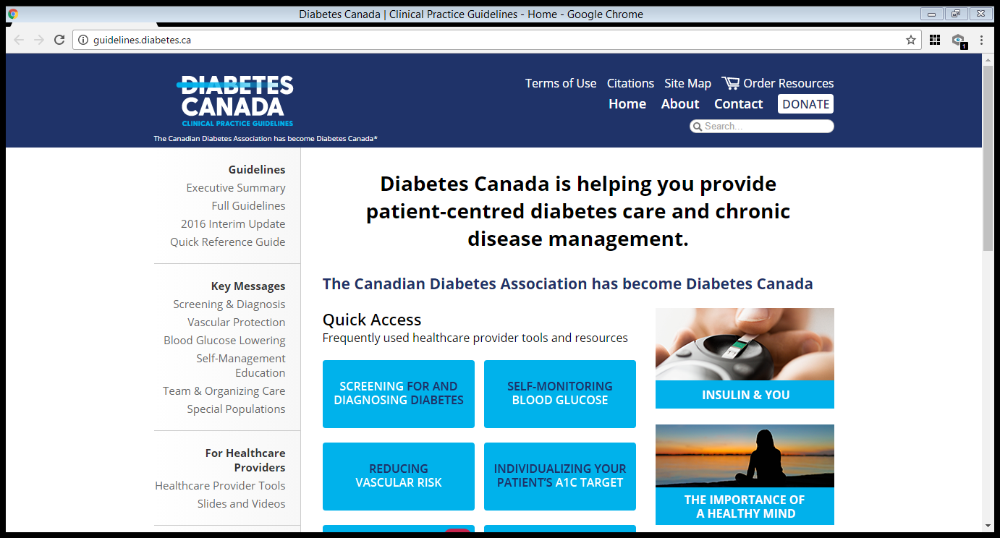 Diabetes Canada | Clinical Practice Guidelines - Home - Google Chrome
guidelines.diabetes.ca
1
DIABETES
CANADA
CLINICAL PRACTICE GUIDELINES
The Canadian Diabetes Association has become Diabetes Canada*
Terms of Use Citations Site Map Order Resources
Home About Contact DONATE
Search...
Guidelines
Executive Summary
Full Guidelines
2016 Interim Update
Quick Reference Guide
Key Messages
Screening & Diagnosis
Vascular Protection
Blood Glucose Lowering
Self-Management
Education
Team & Organizing Care
Special Populations
For Healthcare
Providers
Healthcare Provider Tools
Slides and Videos
Diabetes Canada is helping you provide
patient-centred diabetes care and chronic
disease management.
The Canadian Diabetes Association has become Diabetes Canada
Quick Access
Frequently used healthcare provider tools and resources
SCREENING FOR AND
DIAGNOSING DIABETES
SELF-MONITORING
BLOOD GLUCOSE
REDUCING
VASCULAR RISK
INDIVIDUALIZING YOUR
PATIENT'S A1C TARGET
INSULIN & YOU
THE IMPORTANCE OF
A HEALTHY MIND